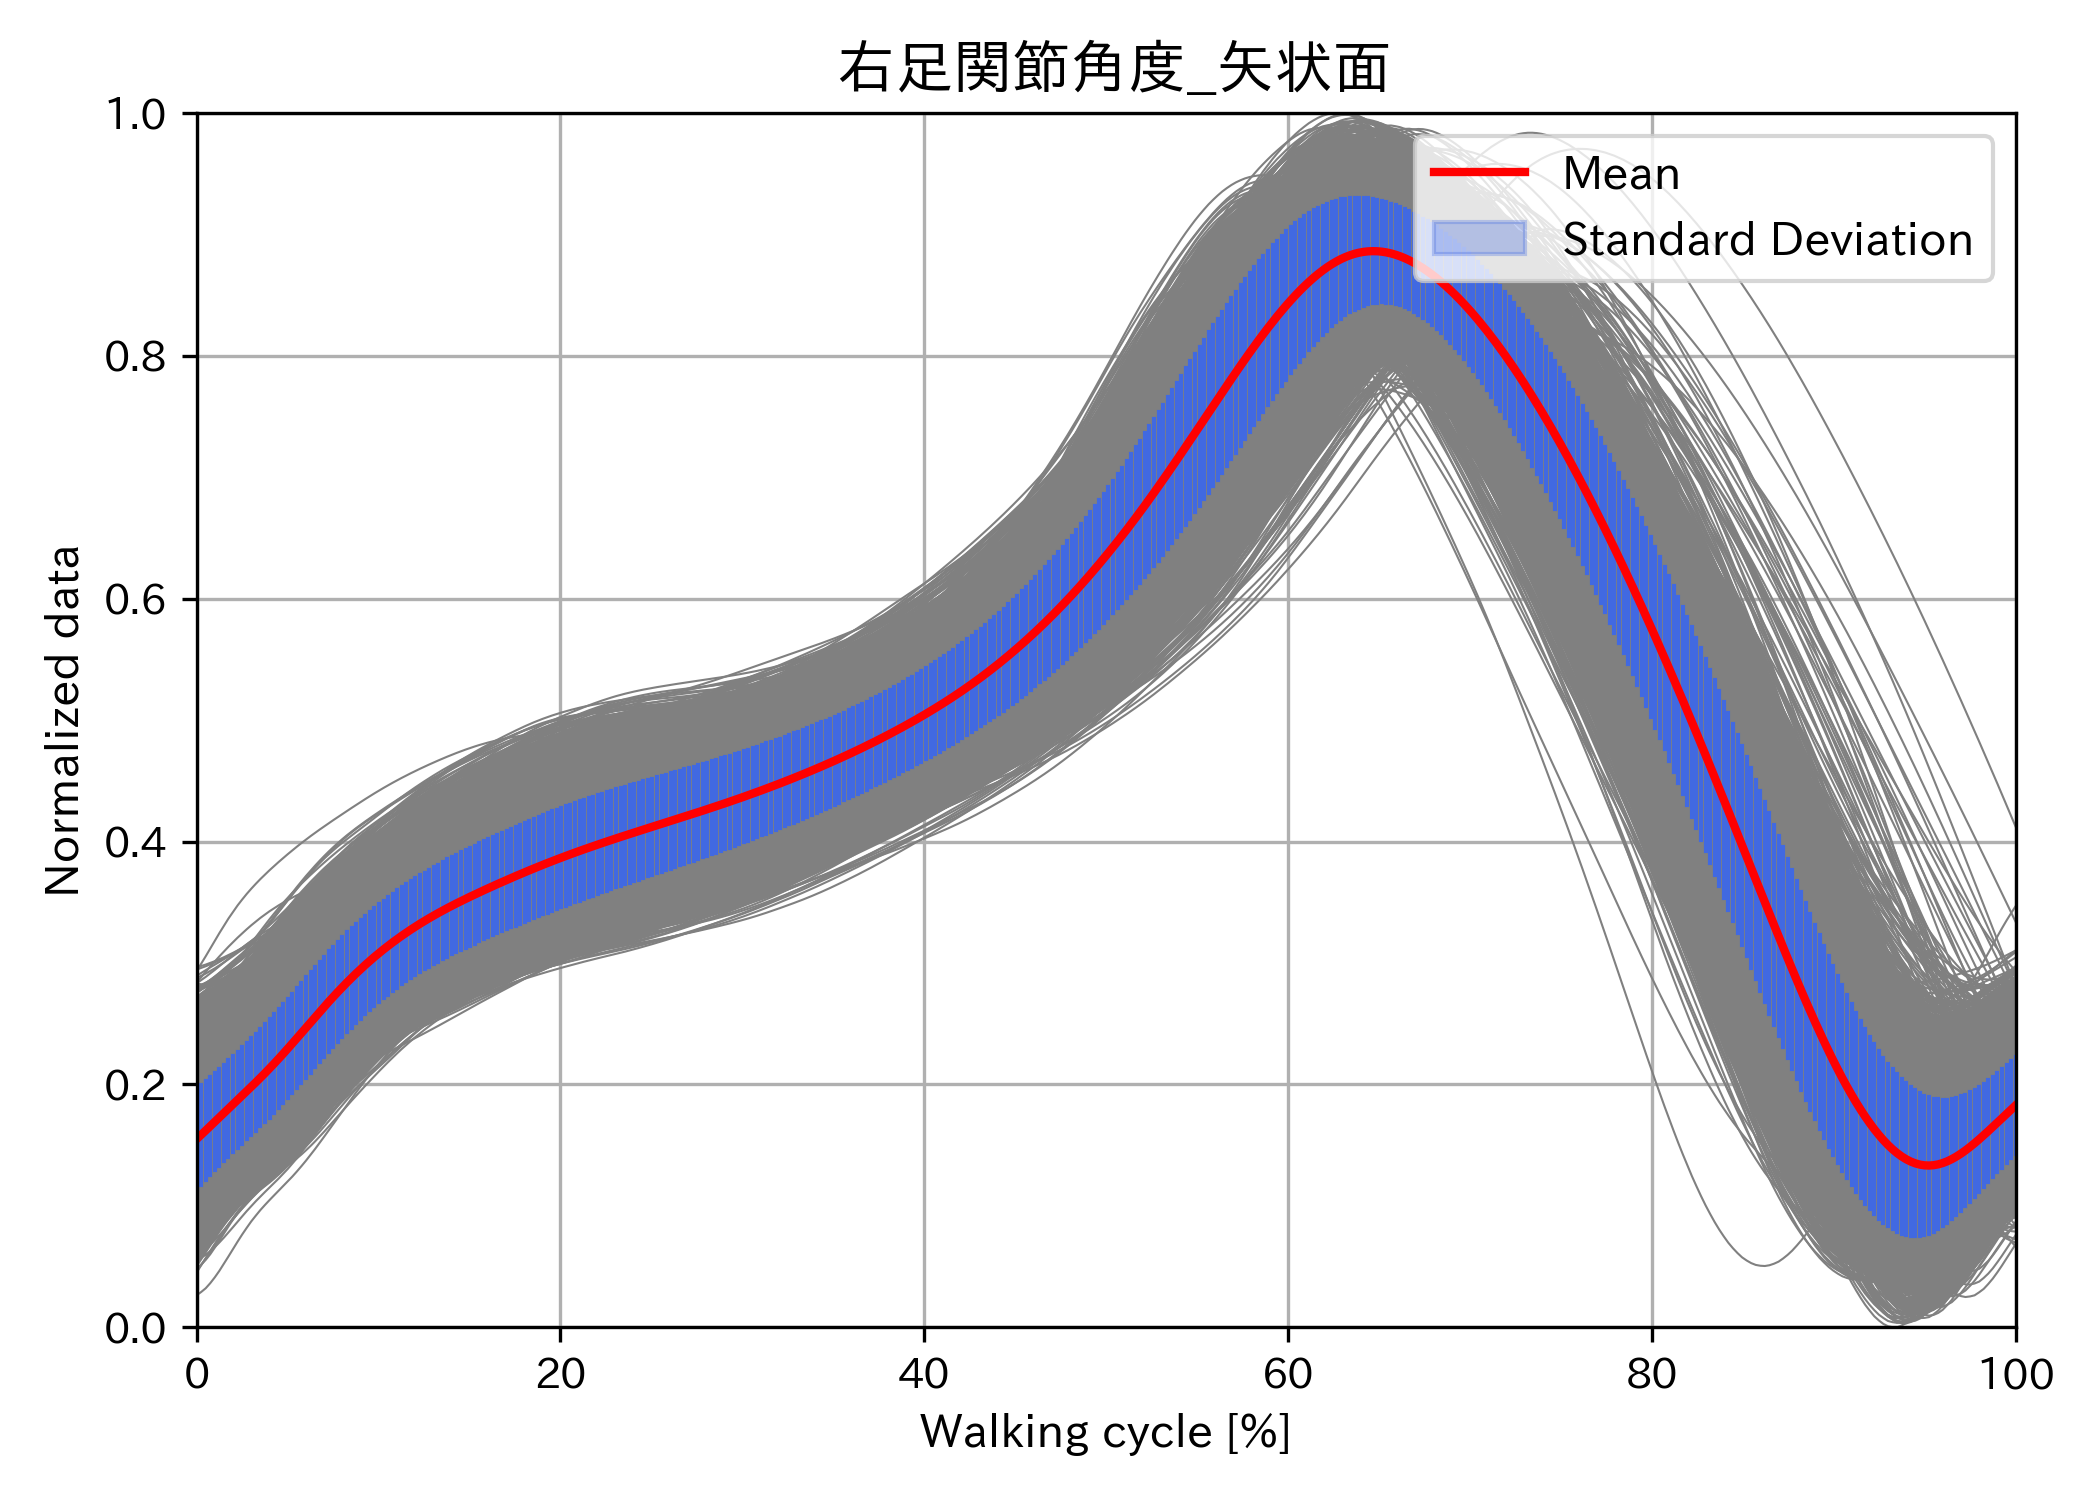 右足関節角度_矢状面
1.0
0.8
0.6
0.4
0.2
0.0
Normalized data
Mean
Standard Deviation
0 20 40 60 80 100
Walking cycle [%]